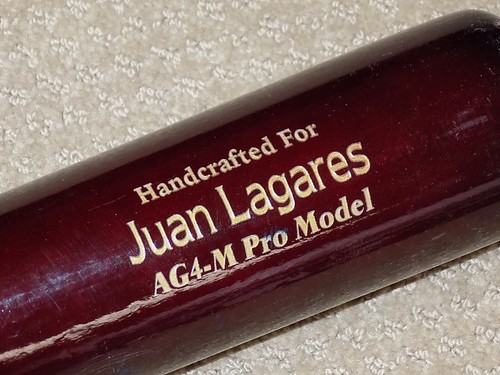 Handcrafted For
Juan Lagares
AG4-M Pro Model